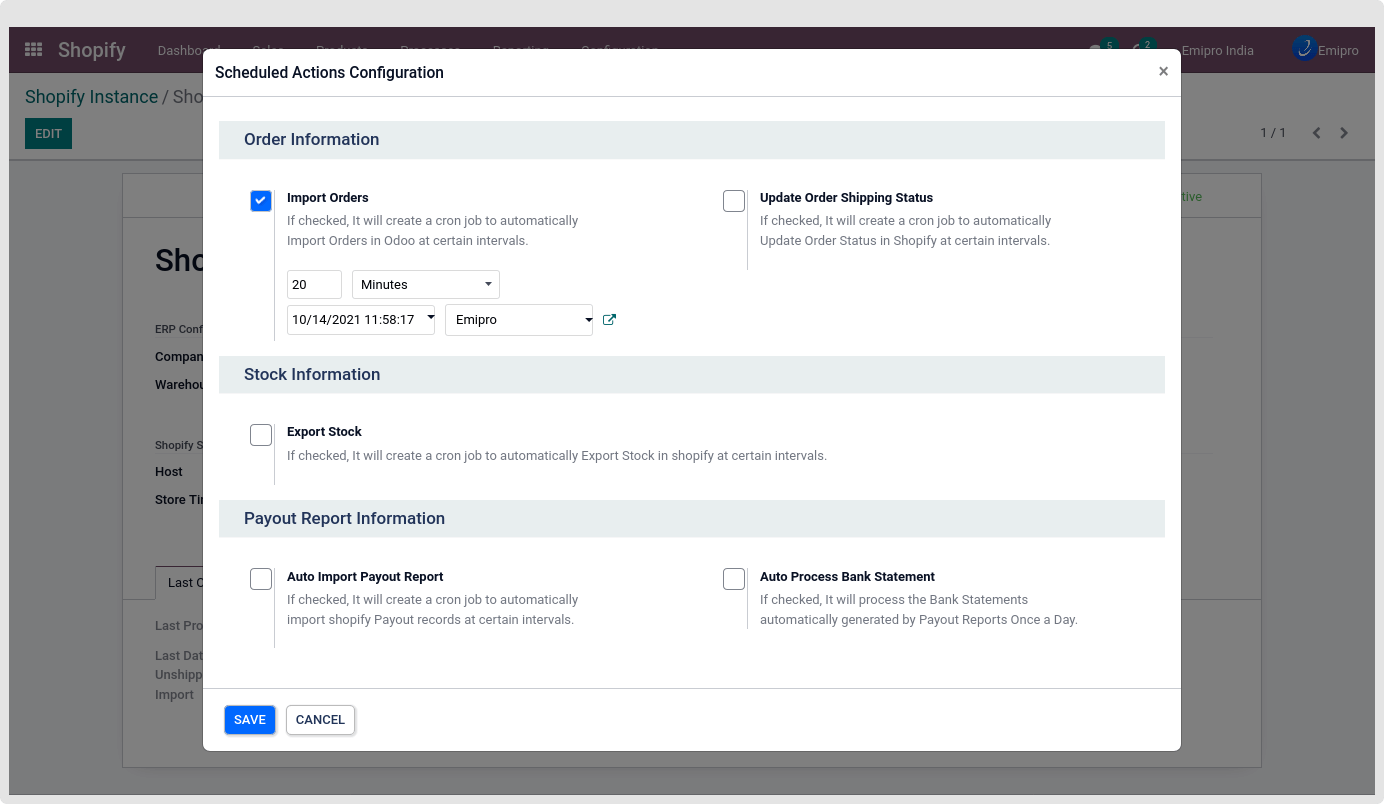 Shopify Dashboard Sales Products Processes Reporting Configuration 5 2 Emipro India Emipro
Scheduled Actions Configuration ×
Shopify Instance / Sho
EDIT
1 / 1
Order Information
Import Orders
If checked, It will create a cron job to automatically
Import Orders in Odoo at certain intervals.
20 Minutes
10/14/2021 11:58:17 Emipro
Update Order Shipping Status
If checked, It will create a cron job to automatically
Update Order Status in Shopify at certain intervals.
tive
Sho
ERP Conf
Compan
Warehou
Stock Information
Export Stock
If checked, It will create a cron job to automatically Export Stock in shopify at certain intervals.
Shopify S
Host
Store Ti
Payout Report Information
Auto Import Payout Report
If checked, It will create a cron job to automatically
import shopify Payout records at certain intervals.
Auto Process Bank Statement
If checked, It will process the Bank Statements
automatically generated by Payout Reports Once a Day.
Last O
Last Pro
Last Dat
Unshipp
Import
SAVE CANCEL